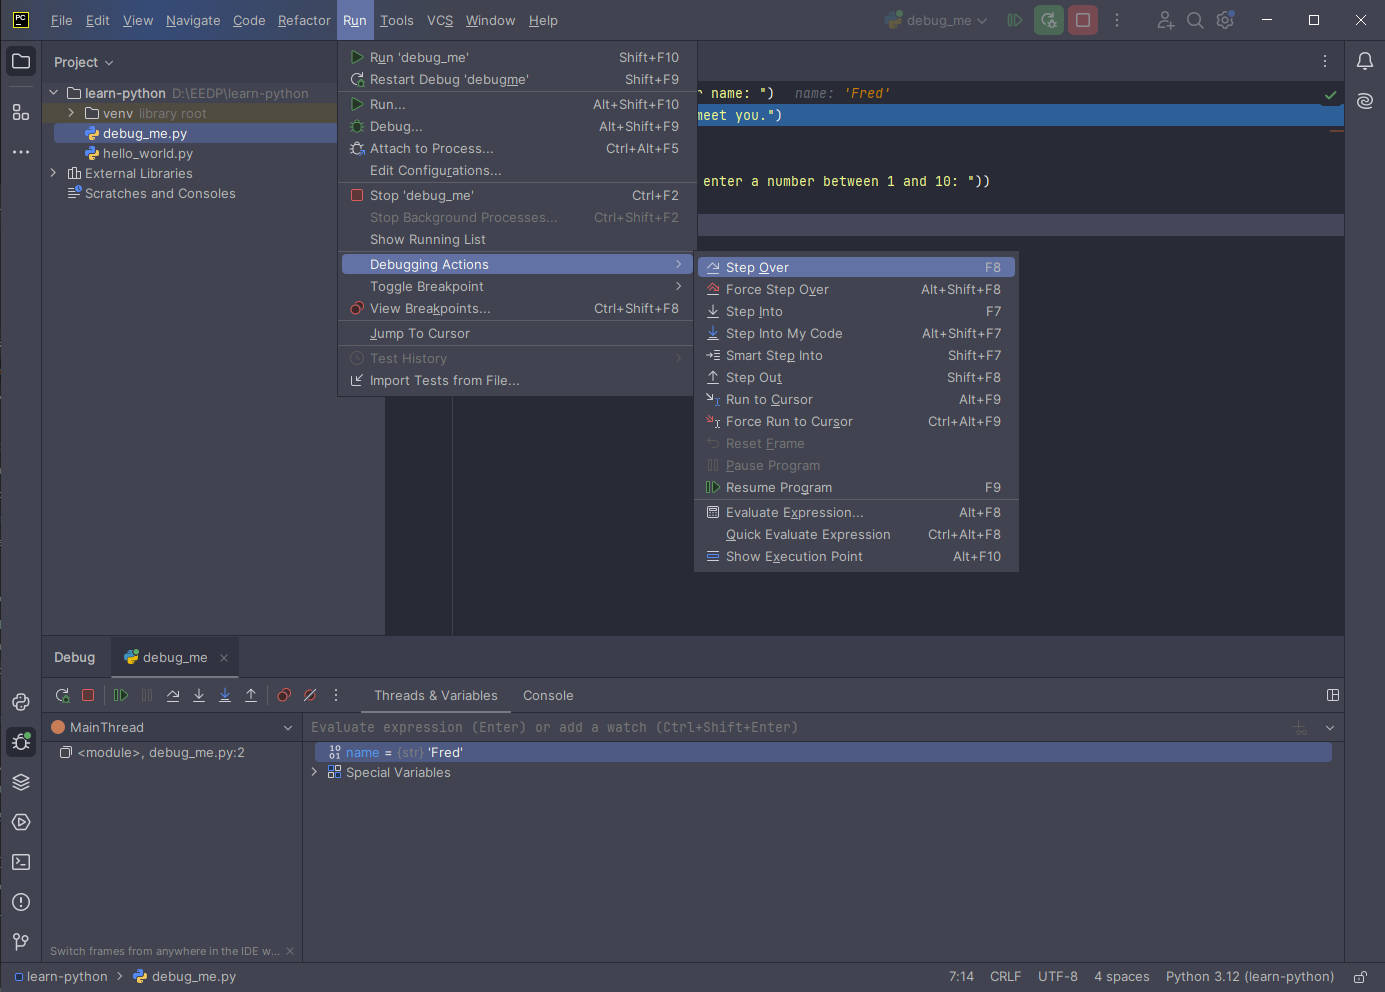 PC File Edit View Navigate Code Refactor Run Tools VCS Window Help debug_me
Project
learn-python D:\EEDP\learn-python
venv library root
debug_me.py
hello_world.py
External Libraries
Scratches and Consoles
Run 'debug_me' Shift+F10
Restart Debug 'debugme' Shift+F9
Run... Alt+Shift+F10
Debug... Alt+Shift+F9
Attach to Process... Ctrl+Alt+F5
Edit Configurations...
Stop 'debug_me' Ctrl+F2
Stop Background Processes... Ctrl+Shift+F2
Show Running List
Debugging Actions
Toggle Breakpoint
View Breakpoints... Ctrl+Shift+F8
Jump To Cursor
Test History
Import Tests from File...
name: ") name: 'Fred'
meet you.")
enter a number between 1 and 10: "))
Step Over F8
Force Step Over Alt+Shift+F8
Step Into F7
Step Into My Code Alt+Shift+F7
Smart Step Into Shift+F7
Step Out Shift+F8
Run to Cursor Alt+F9
Force Run to Cursor Ctrl+Alt+F9
Reset Frame
Pause Program
Resume Program F9
Evaluate Expression... Alt+F8
Quick Evaluate Expression Ctrl+Alt+F8
Show Execution Point Alt+F10
Debug debug_me
Threads & Variables Console
MainThread
<module>, debug_me.py:2
Evaluate expression (Enter) or add a watch (Ctrl+Shift+Enter)
name = {str} 'Fred'
Special Variables
Switch frames from anywhere in the IDE w...
learn-python debug_me.py 7:14 CRLF UTF-8 4 spaces Python 3.12 (learn-python)